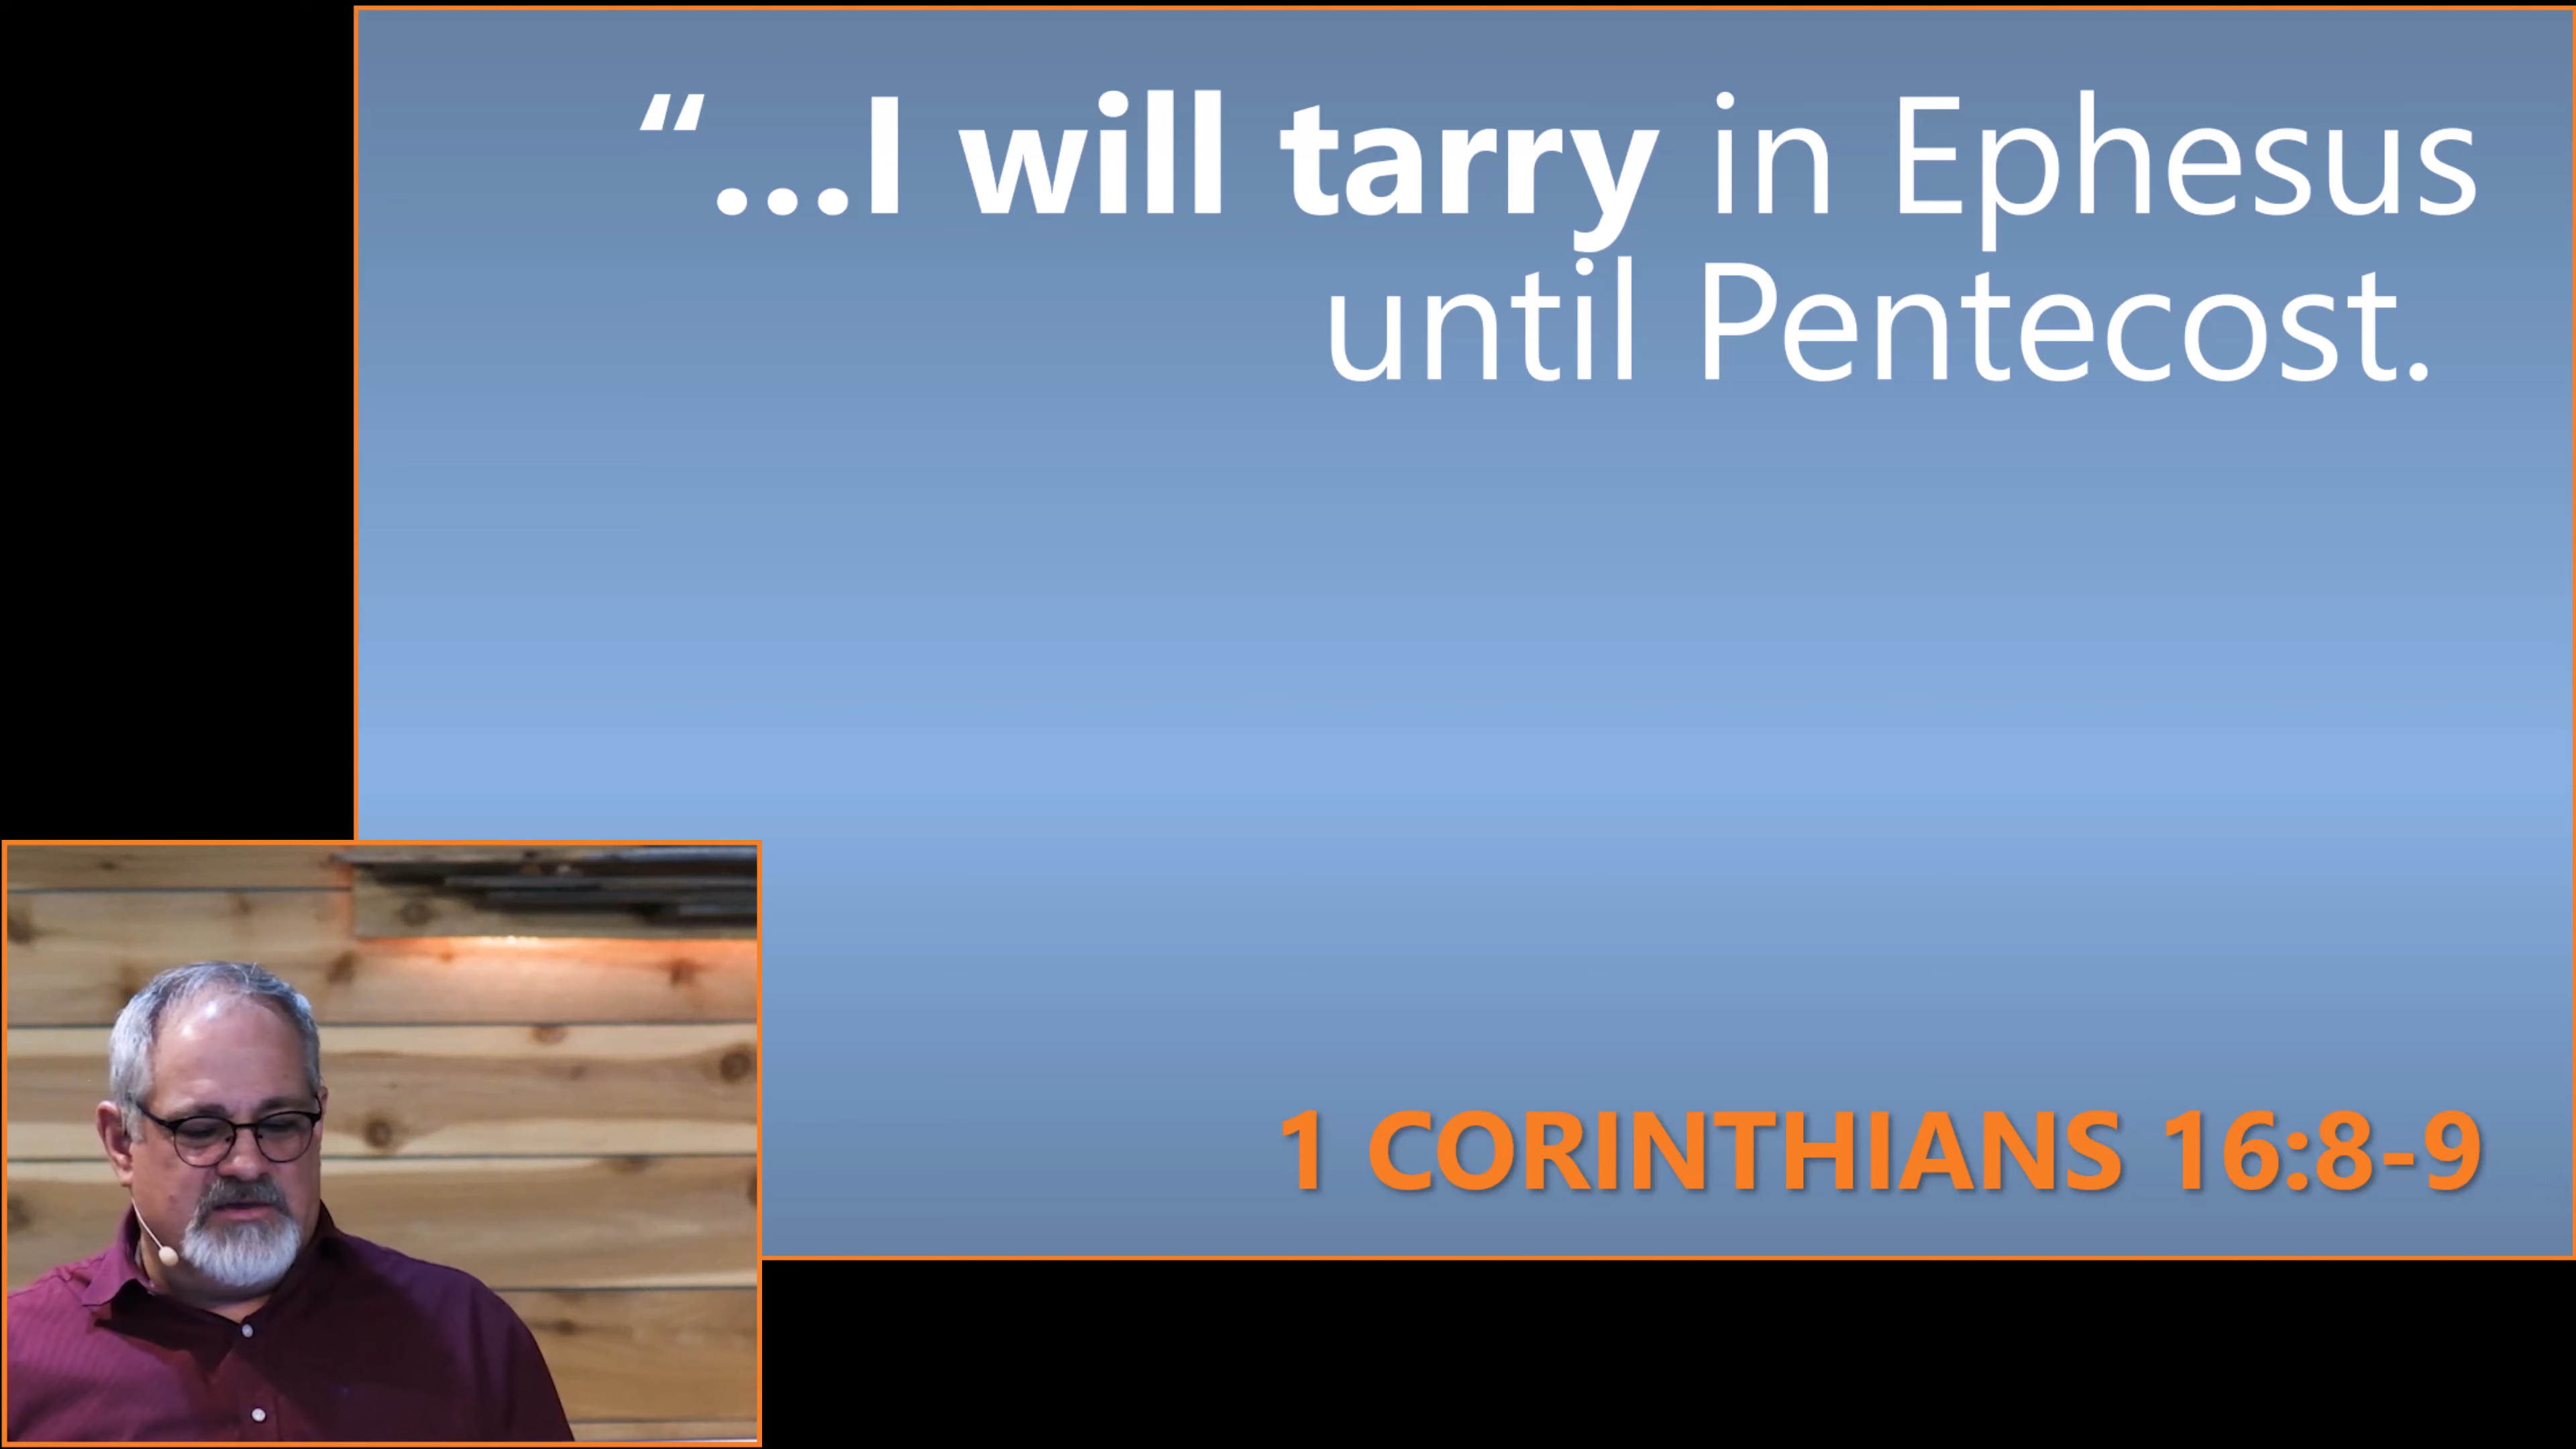 “...I will tarry in Ephesus
until Pentecost.
1 CORINTHIANS 16:8-9